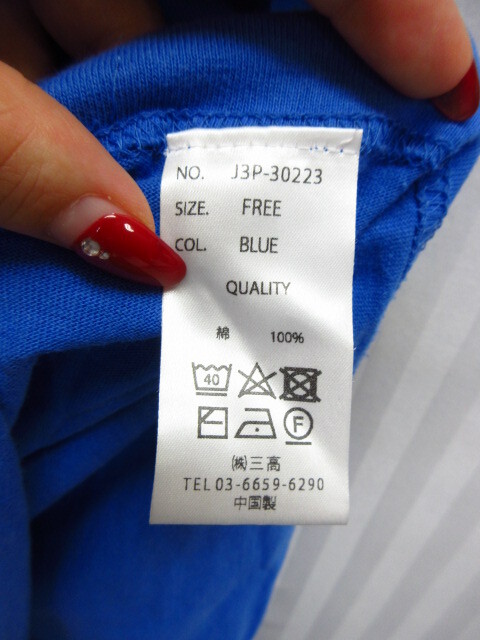 NO. J3P-30223
SIZE. FREE
COL. BLUE
QUALITY
綿 100%
40
F
㈱三高
TEL 03-6659-6290
中国製